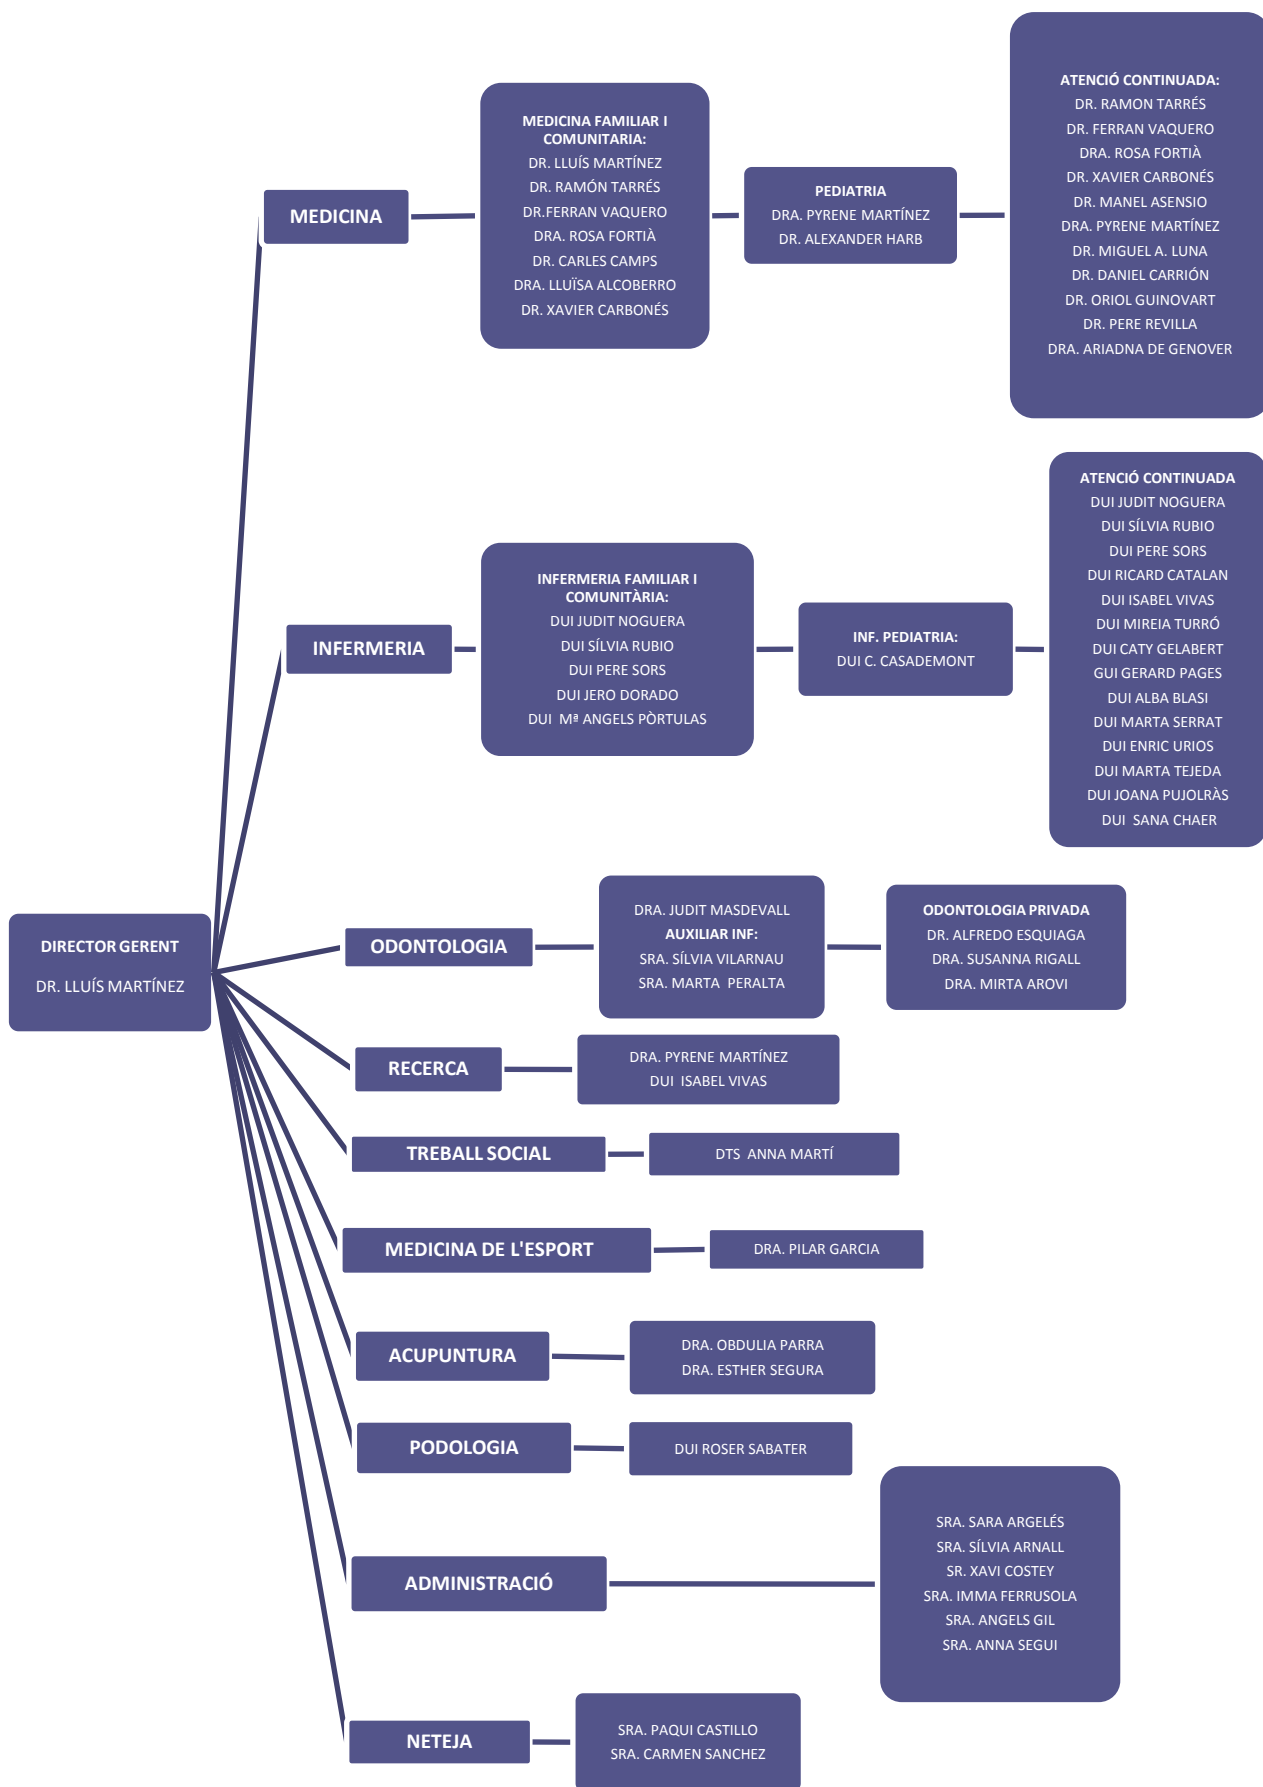 DIRECTOR GERENT
DR. LLUÍS MARTÍNEZ
MEDICINA
MEDICINA FAMILIAR I
COMUNITARIA:
DR. LLUÍS MARTÍNEZ
DR. RAMÓN TARRÉS
DR.FERRAN VAQUERO
DRA. ROSA FORTIÀ
DR. CARLES CAMPS
DRA. LLUÏSA ALCOBERRO
DR. XAVIER CARBONÉS
PEDIATRIA
DRA. PYRENE MARTÍNEZ
DR. ALEXANDER HARB
ATENCIÓ CONTINUADA:
DR. RAMON TARRÉS
DR. FERRAN VAQUERO
DRA. ROSA FORTIÀ
DR. XAVIER CARBONÉS
DR. MANEL ASENSIO
DRA. PYRENE MARTÍNEZ
DR. MIGUEL A. LUNA
DR. DANIEL CARRIÓN
DR. ORIOL GUINOVART
DR. PERE REVILLA
DRA. ARIADNA DE GENOVER
INFERMERIA
INFERMERIA FAMILIAR I
COMUNITÀRIA:
DUI JUDIT NOGUERA
DUI SÍLVIA RUBIO
DUI PERE SORS
DUI JERO DORADO
DUI  Mª ANGELS PÒRTULAS
INF. PEDIATRIA:
DUI C. CASADEMONT
ATENCIÓ CONTINUADA
DUI JUDIT NOGUERA
DUI SÍLVIA RUBIO
DUI PERE SORS
DUI RICARD CATALAN
DUI ISABEL VIVAS
DUI MIREIA TURRÓ
DUI CATY GELABERT
GUI GERARD PAGES
DUI ALBA BLASI
DUI MARTA SERRAT
DUI ENRIC URIOS
DUI MARTA TEJEDA
DUI JOANA PUJOLRÀS
DUI  SANA CHAER
ODONTOLOGIA
DRA. JUDIT MASDEVALL
AUXILIAR INF:
SRA. SÍLVIA VILARNAU
SRA. MARTA  PERALTA
ODONTOLOGIA PRIVADA
DR. ALFREDO ESQUIAGA
DRA. SUSANNA RIGALL
DRA. MIRTA AROVI
RECERCA
DRA. PYRENE MARTÍNEZ
DUI  ISABEL VIVAS
TREBALL SOCIAL
DTS  ANNA MARTÍ
MEDICINA DE L'ESPORT
DRA. PILAR GARCIA
ACUPUNTURA
DRA. OBDULIA PARRA
DRA. ESTHER SEGURA
PODOLOGIA
DUI ROSER SABATER
ADMINISTRACIÓ
SRA. SARA ARGELÉS
SRA. SÍLVIA ARNALL
SR. XAVI COSTEY
SRA. IMMA FERRUSOLA
SRA. ANGELS GIL
SRA. ANNA SEGUI
NETEJA
SRA. PAQUI CASTILLO
SRA. CARMEN SANCHEZ